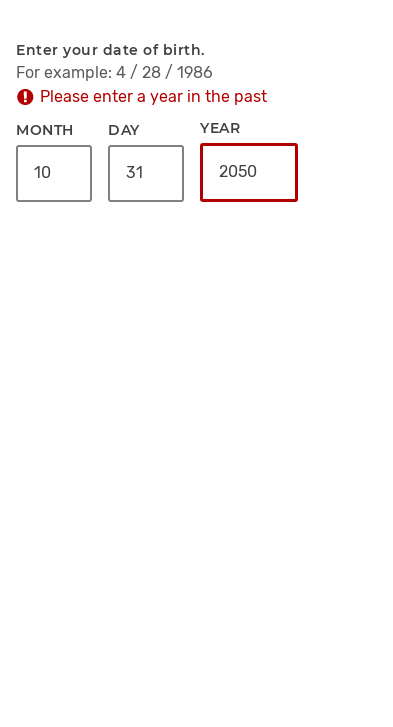 Enter your date of birth.
For example: 4 / 28 / 1986
Please enter a year in the past
MONTH DAY YEAR
10 31 2050